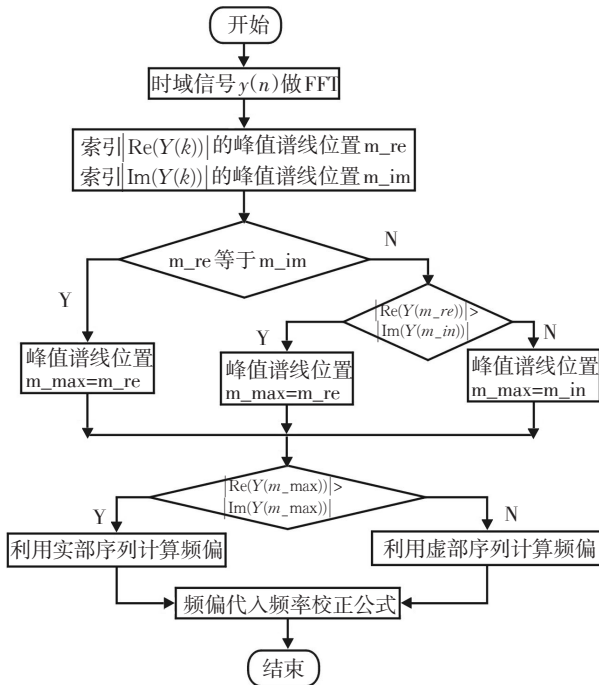 开始
时域信号y(n)做FFT
索引|Re(Y(k))|的峰值谱线位置m_re
索引|Im(Y(k))|的峰值谱线位置m_im
m_re等于m_im
N
Y
|Re(Y(m_re))|>
|Im(Y(m_in))|
Y
N
峰值谱线位置
m_max=m_re
峰值谱线位置
m_max=m_re
峰值谱线位置
m_max=m_in
|Re(Y(m_max))|>
|Im(Y(m_max))|
Y
N
利用实部序列计算频偏
利用虚部序列计算频偏
频偏代入频率校正公式
结束